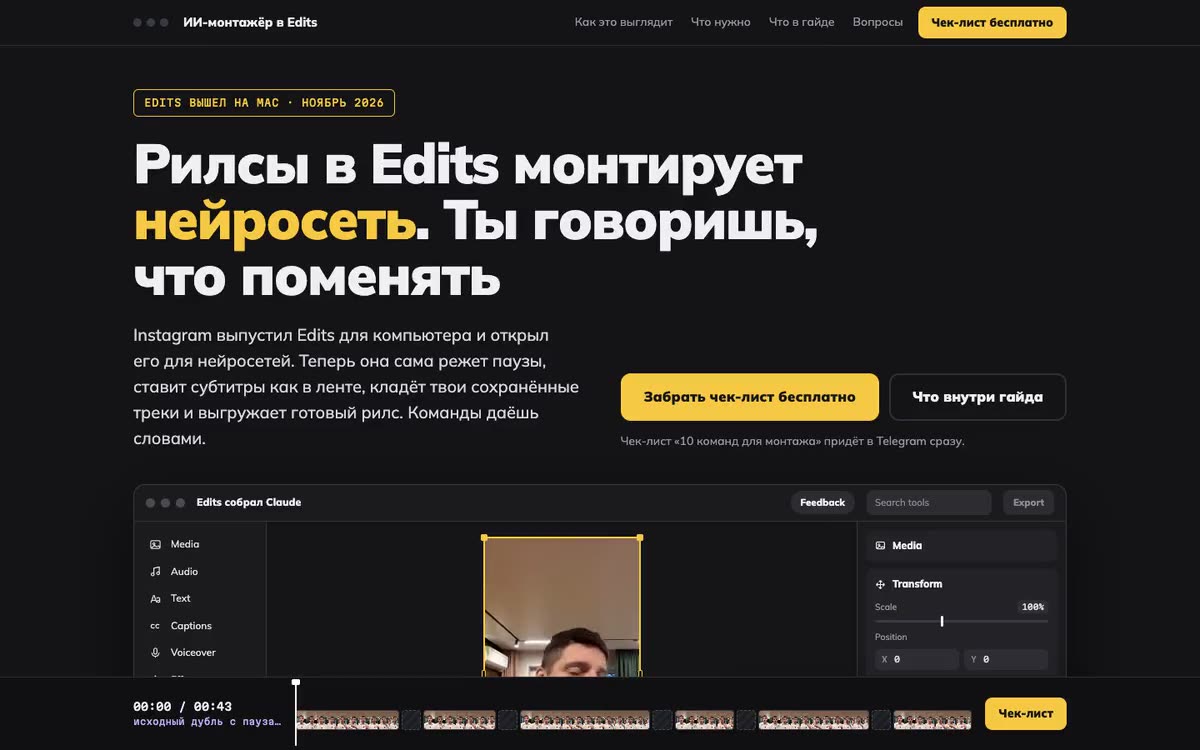 ИИ-монтажёр в Edits
Как это выглядит
Что нужно
Что в гайде
Вопросы
Чек-лист бесплатно
EDITS ВЫШЕЛ НА MAC · НОЯБРЬ 2026
Рилсы в Edits монтирует
нейросеть. Ты говоришь,
что поменять
Instagram выпустил Edits для компьютера и открыл
его для нейросетей. Теперь она сама режет паузы,
ставит субтитры как в ленте, кладёт твои сохранённые
треки и выгружает готовый рилс. Команды даёшь
словами.
Забрать чек-лист бесплатно
Что внутри гайда
Чек-лист «10 команд для монтажа» придёт в Telegram сразу.
Edits собрал Claude
Feedback
Search tools
Export
Media
Audio
Text
cc Captions
Voiceover
Media
Transform
Scale
100%
Position
X 0
Y 0
00:00 / 00:43
исходный дубль с пауза…
Чек-лист